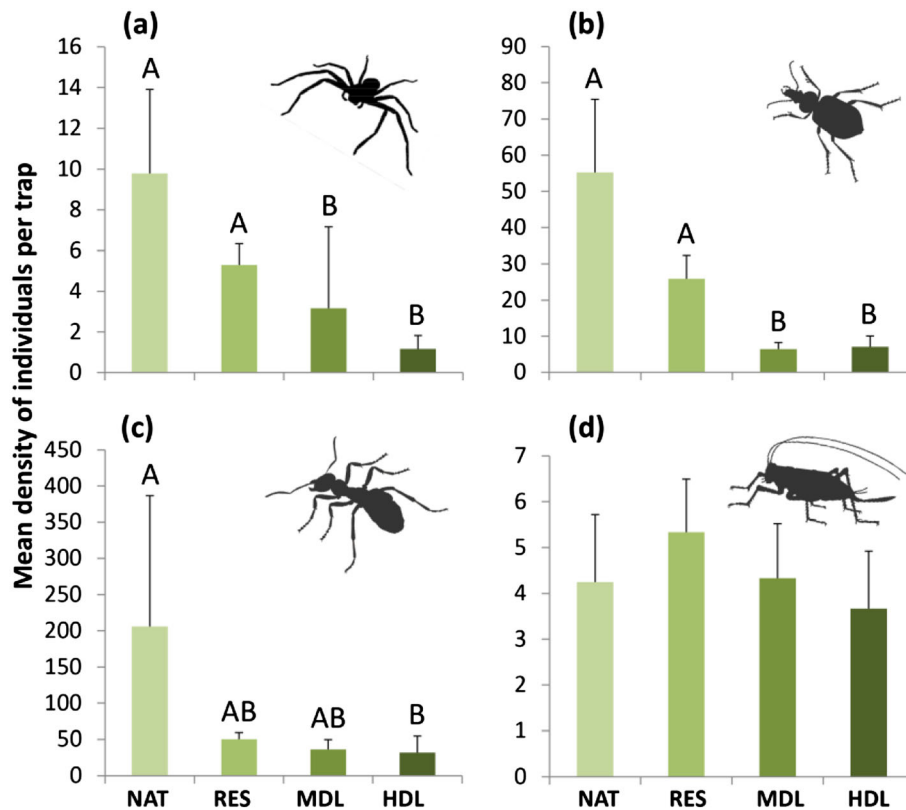 Mean density of individuals per trap
(a)
16
14
12
10
8
6
4
2
0
A
A
B
B
(b)
90
80
70
60
50
40
30
20
10
0
A
A
B
B
(c)
450
400
350
300
250
200
150
100
50
0
A
AB
AB
B
NAT RES MDL HDL
(d)
7
6
5
4
3
2
1
0
NAT RES MDL HDL